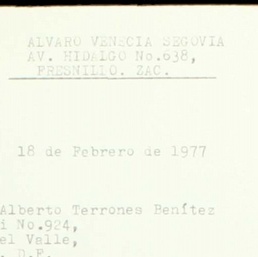 ALVARO VENECIA SEGOVIA
AV. HIDALGO No.638,
FRESNILLO. ZAC.
18 de Febrero de 1977
Alberto Terrones Benítez
i No.924,
el Valle,
. D.F.